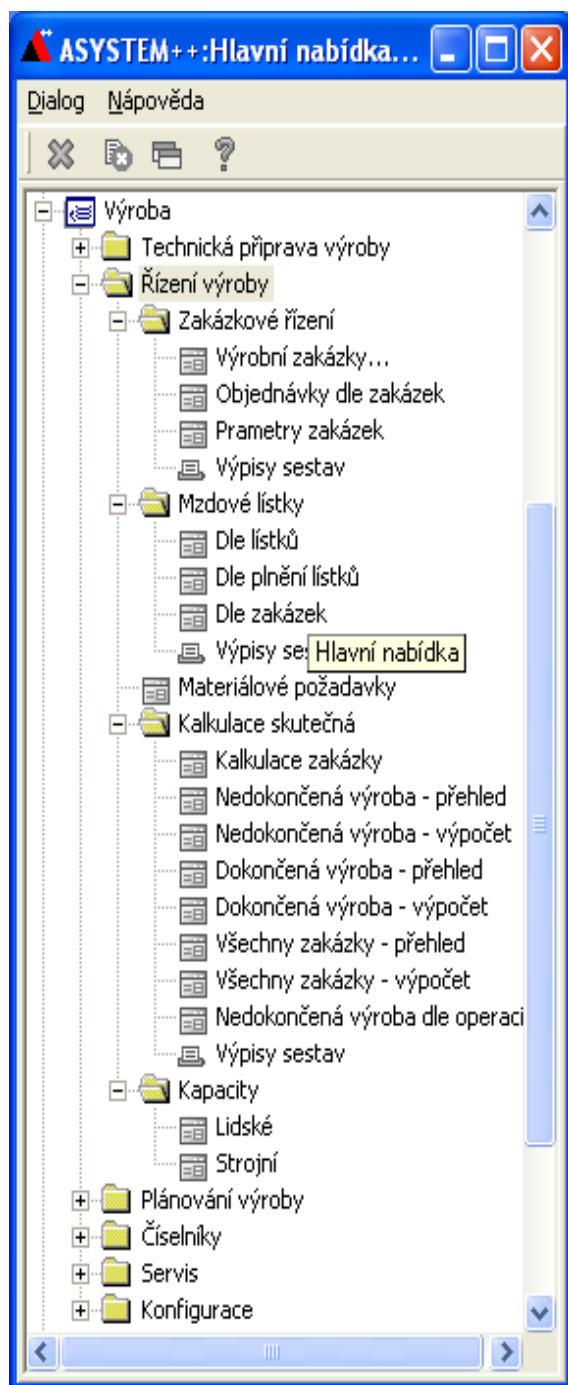 ASYSTEM++:Hlavní nabídka...
Dialog Nápověda
Výroba
Technická připrava výroby
Řízení výroby
Zakázkové řízení
Výrobní zakázky...
Objednávky dle zakázek
Prametry zakázek
Výpisy sestav
Mzdové lístky
Dle lístků
Dle plnění lístků
Dle zakázek
Výpisy ses
Hlavní nabídka
Materiálové požadavky
Kalkulace skutečná
Kalkulace zakázky
Nedokončená výroba - přehled
Nedokončená výroba - výpočet
Dokončená výroba - přehled
Dokončená výroba - výpočet
Všechny zakázky - přehled
Všechny zakázky - výpočet
Nedokončená výroba dle operaci
Výpisy sestav
Kapacity
Lidské
Strojní
Plánování výroby
Číselníky
Servis
Konfigurace